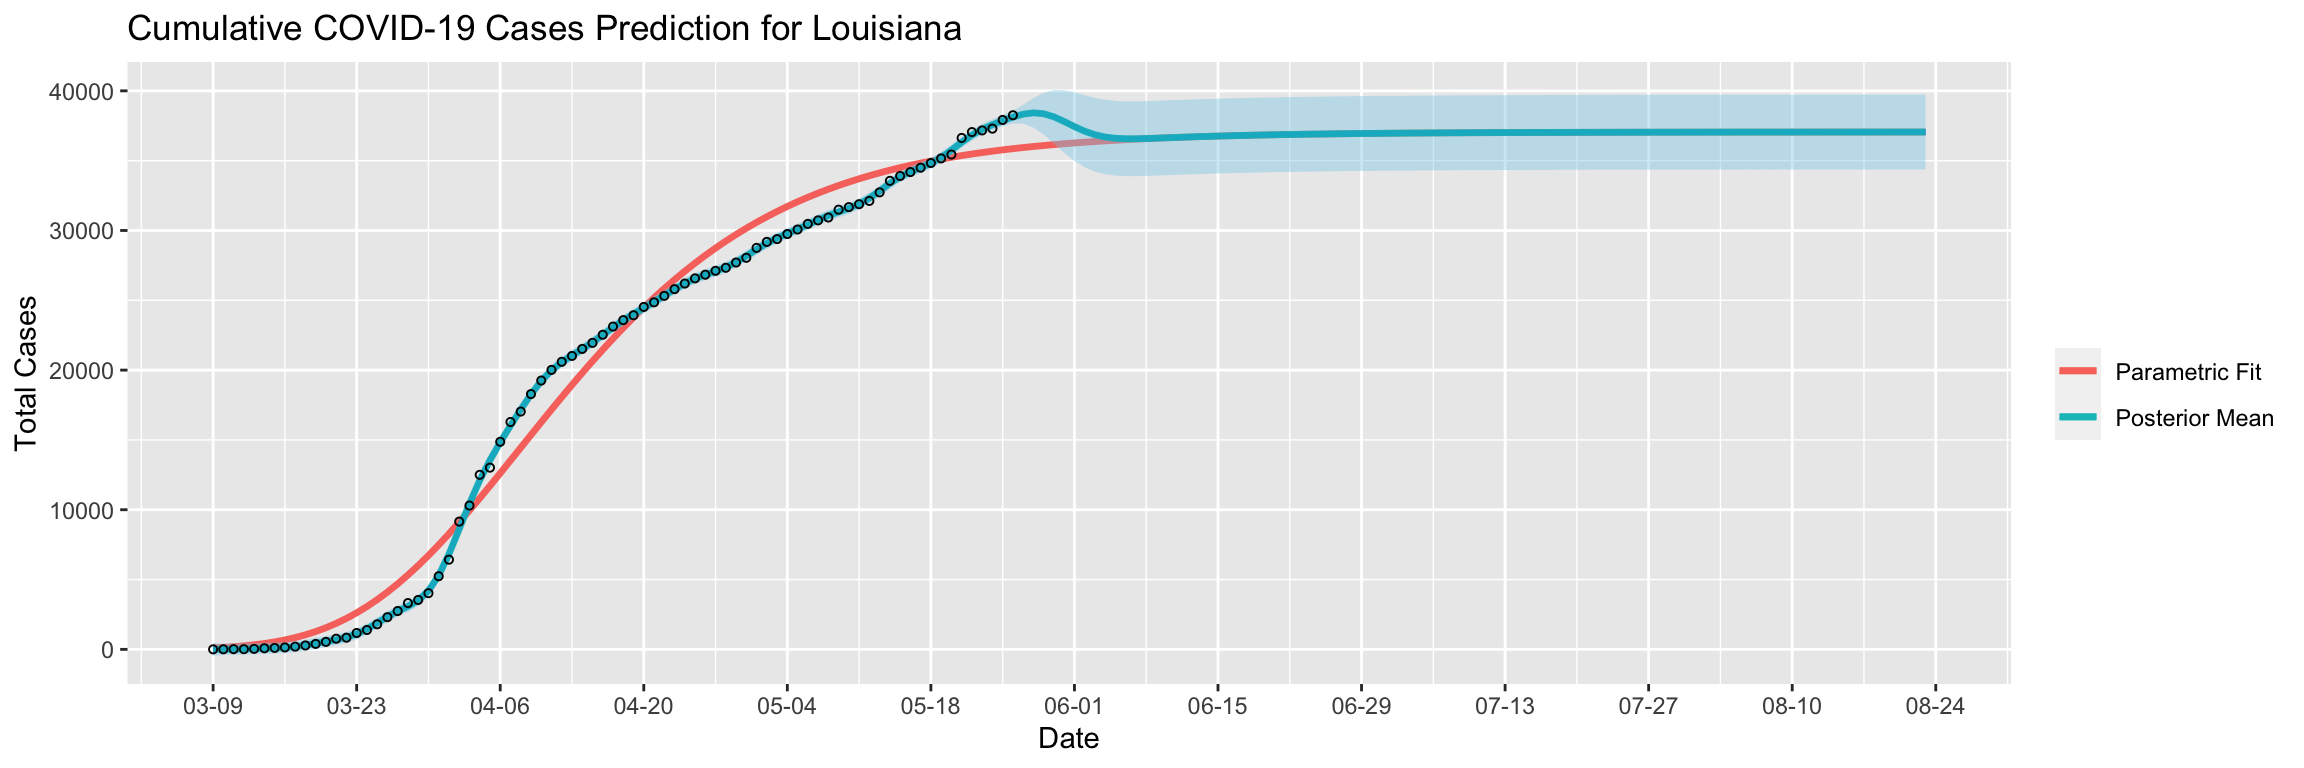 Cumulative COVID-19 Cases Prediction for Louisiana
Total Cases
40000
30000
20000
10000
0
03-09 03-23 04-06 04-20 05-04 05-18 06-01 06-15 06-29 07-13 07-27 08-10 08-24
Date
Parametric Fit
Posterior Mean